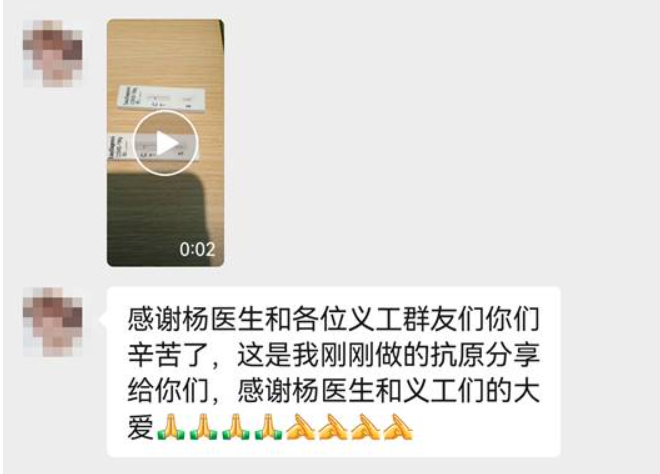 0:02
感谢杨医生和各位义工群友们你们
辛苦了，这是我刚刚做的抗原分享
给你们，感谢杨医生和义工们的大
爱🙏🙏🙏🙏👏👏👏👏